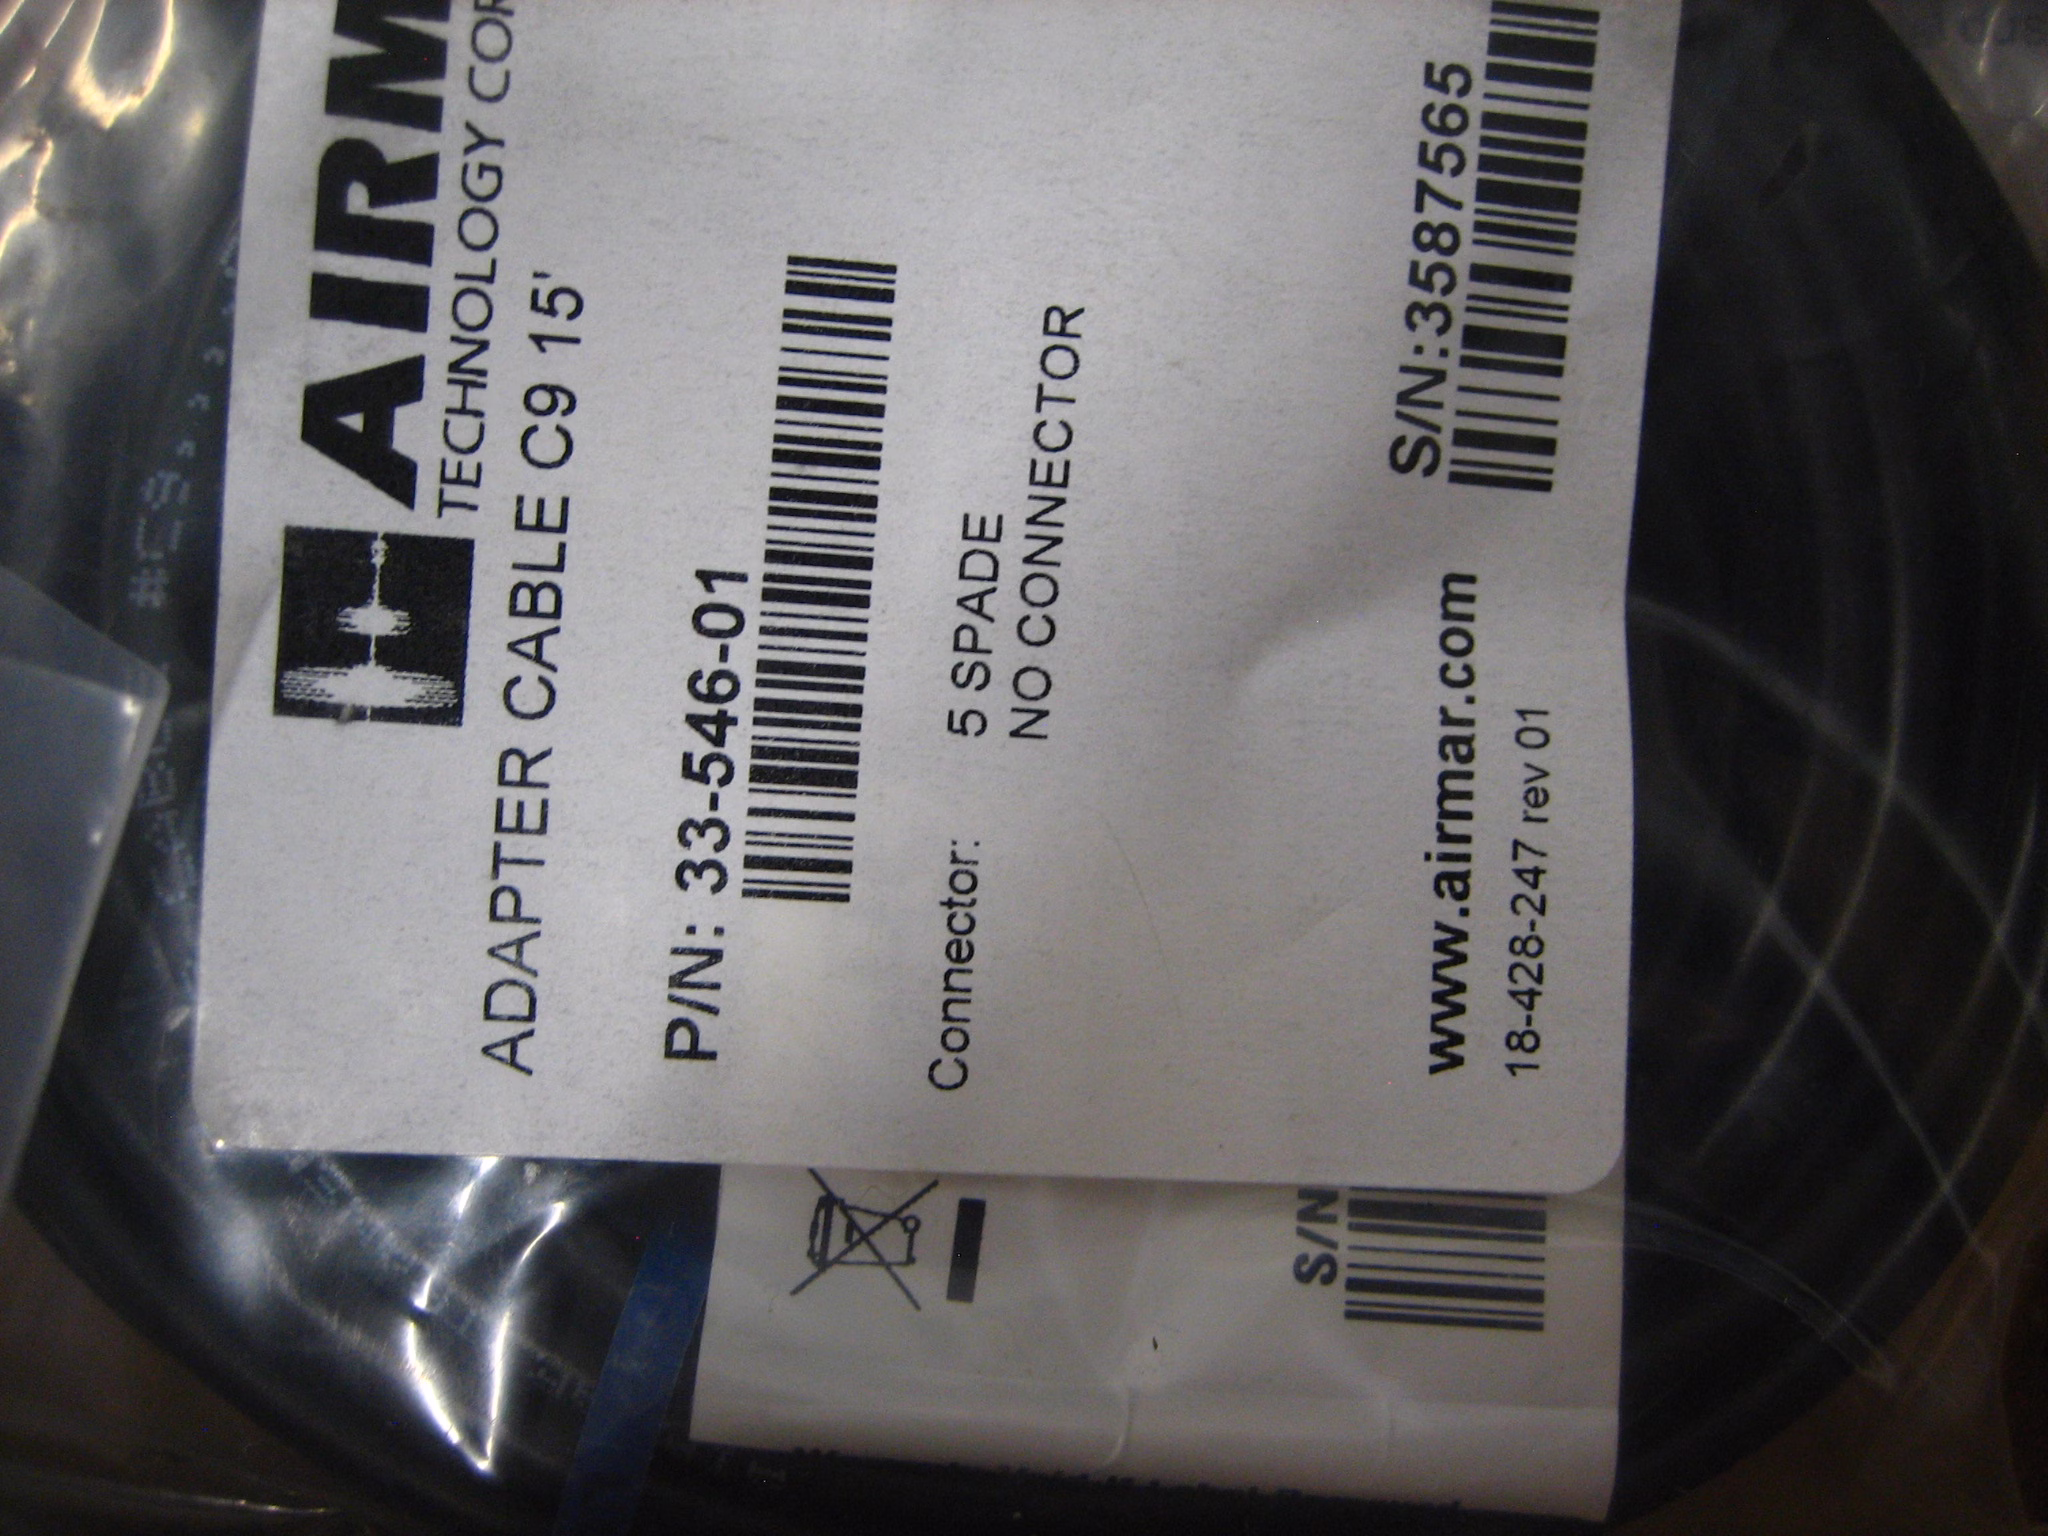 AIRM
TECHNOLOGY COR
ADAPTER CABLE C9 15'
P/N: 33-546-01
Connector: 5 SPADE
NO CONNECTOR
S/N:3587565
www.airmar.com
18-428-247 rev 01
S/N